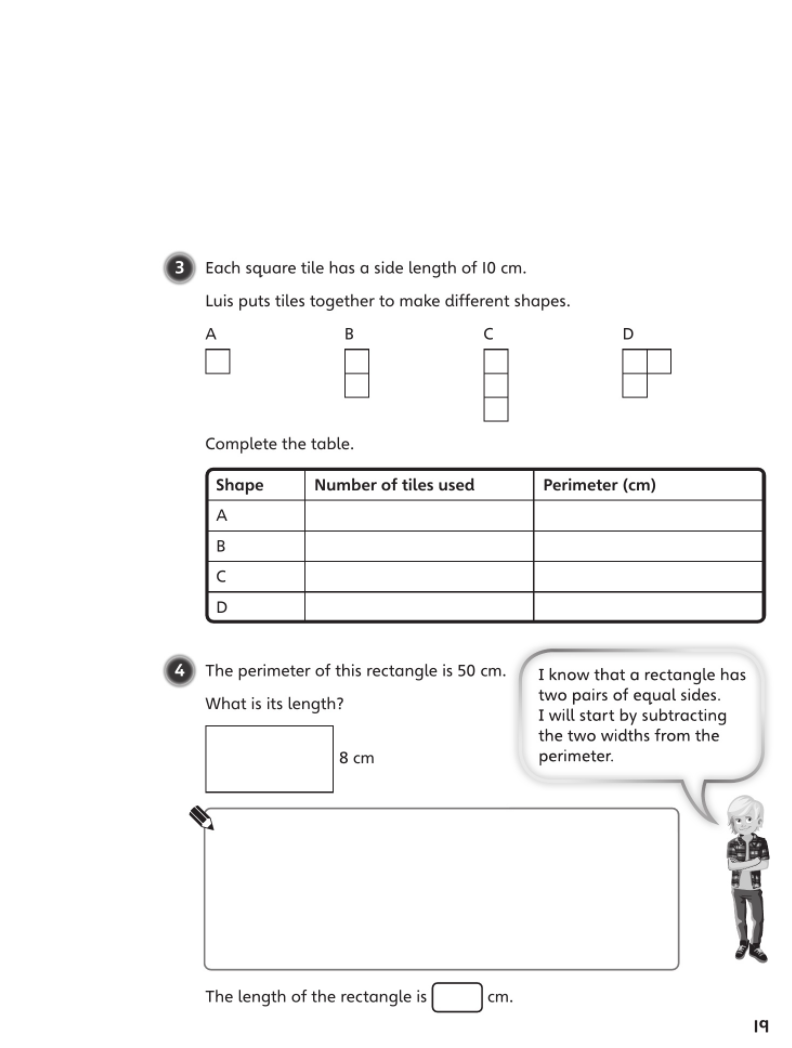 3 Each square tile has a side length of 10 cm.
Luis puts tiles together to make different shapes.
A B C D
Complete the table.
Shape Number of tiles used Perimeter (cm)
A
B
C
D
4 The perimeter of this rectangle is 50 cm.
What is its length?
8 cm
I know that a rectangle has
two pairs of equal sides.
I will start by subtracting
the two widths from the
perimeter.
The length of the rectangle is cm.
19